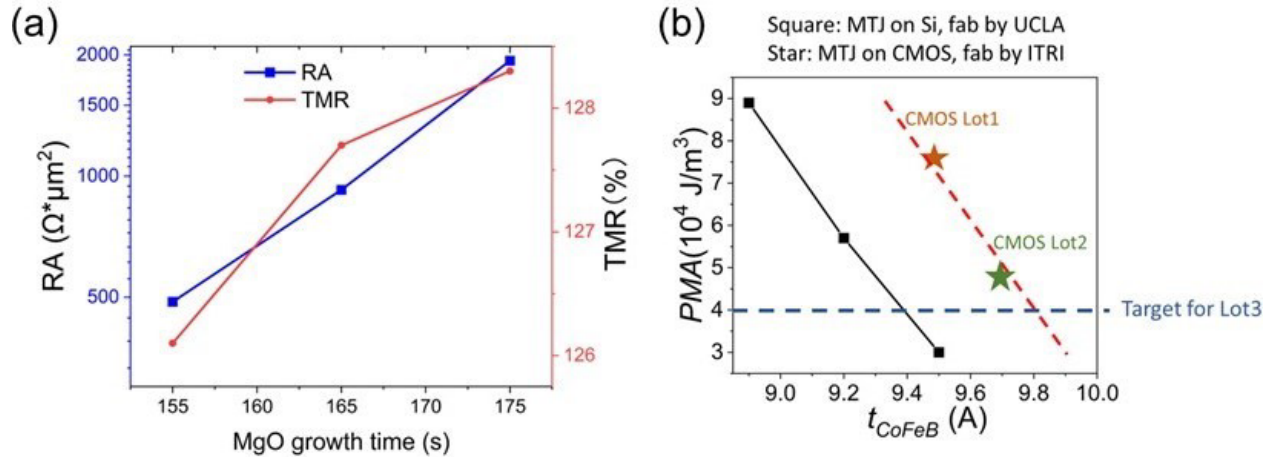 (a)
RA
TMR
RA (Ω*μm²)
2000
1500
1000
500
TMR(%)
128
127
126
155
160
165
170
175
MgO growth time (s)
(b)
Square: MTJ on Si, fab by UCLA
Star: MTJ on CMOS, fab by ITRI
PMA(10⁴ J/m³)
9
8
7
6
5
4
3
CMOS Lot1
CMOS Lot2
Target for Lot3
9.0
9.2
9.4
9.6
9.8
10.0
t_CoFeB (A)